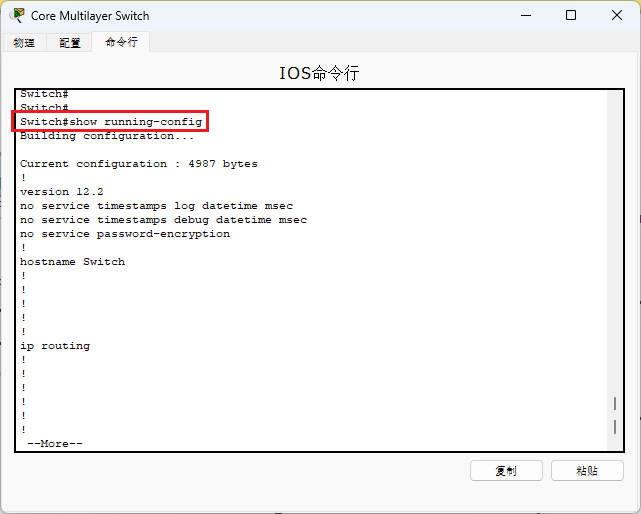 Core Multilayer Switch
物理 配置 命令行
IOS命令行
Switch#
Switch#
Switch#show running-config
Building configuration...
Current configuration : 4987 bytes
!
version 12.2
no service timestamps log datetime msec
no service timestamps debug datetime msec
no service password-encryption
!
hostname Switch
!
!
!
!
!
ip routing
!
!
!
!
!
!
--More--
复制 粘贴